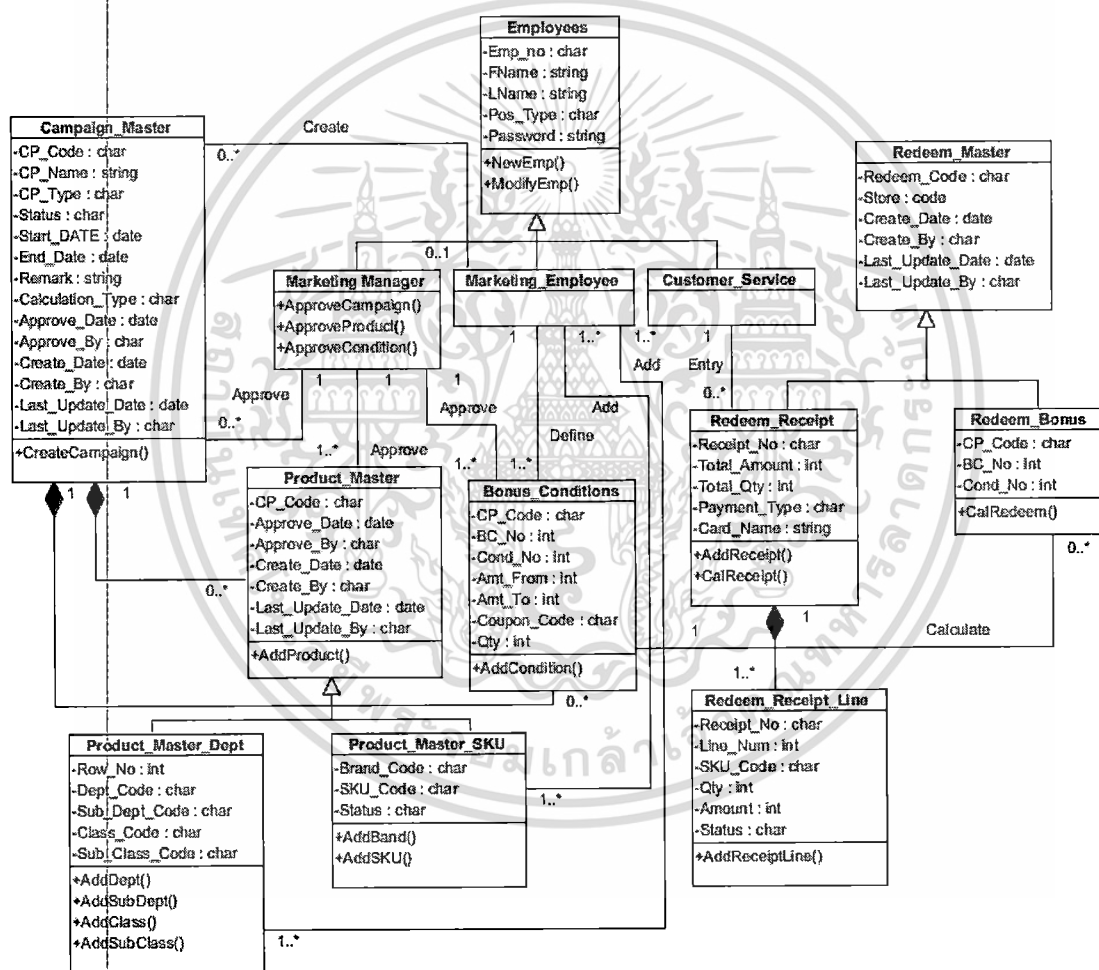 Employees
-Emp_no : char
-FName : string
-LName : string
-Pos_Type : char
-Password : string
+NewEmp()
+ModifyEmp()
Campaign_Master
-CP_Code : char
-CP_Name : string
-CP_Type : char
-Status : char
-Start_DATE : date
-End_Date : date
-Remark : string
-Calculation_Type : char
-Approve_Date : date
-Approve_By : char
-Create_Date : date
-Create_By : char
-Last_Update_Date : date
-Last_Update_By : char
+CreateCampaign()
Create
0..*
Redeem_Master
-Redeem_Code : char
-Store : code
-Create_Date : date
-Create_By : char
-Last_Update_Date : date
-Last_Update_By : char
0..1
Marketing Manager
+ApproveCampaign()
+ApproveProduct()
+ApproveCondition()
Marketing_Employee
Customer_Service
1
1..*
1..*
1
Add
Entry
0..*
1
1
1
Approve
0..*
Approve
Add
Define
1..*
Approve
1..*
1..*
Redeem_Receipt
-Receipt_No : char
-Total_Amount : int
-Total_Qty : int
-Payment_Type : char
-Card_Name : string
+AddReceipt()
+CalReceipt()
Redeem_Bonus
-CP_Code : char
-BC_No : int
-Cond_No : int
+CalRedeem()
0..*
1
1
0..*
Product_Master
-CP_Code : char
-Approve_Date : date
-Approve_By : char
-Create_Date : date
-Create_By : char
-Last_Update_Date : date
-Last_Update_By : char
+AddProduct()
Bonus_Conditions
-CP_Code : char
-BC_No : int
-Cond_No : int
-Amt_From : int
-Amt_To : int
-Coupon_Code : char
-Qty : int
+AddCondition()
0..*
1
1
Calculate
1..*
Redeem_Receipt_Line
-Receipt_No : char
-Line_Num : int
-SKU_Code : char
-Qty : int
-Amount : int
-Status : char
+AddReceiptLine()
Product_Master_Dept
-Row_No : int
-Dept_Code : char
-Sub_Dept_Code : char
-Class_Code : char
-Sub_Class_Code : char
+AddDept()
+AddSubDept()
+AddClass()
+AddSubClass()
1..*
Product_Master_SKU
-Brand_Code : char
-SKU_Code : char
-Status : char
+AddBand()
+AddSKU()
1..*